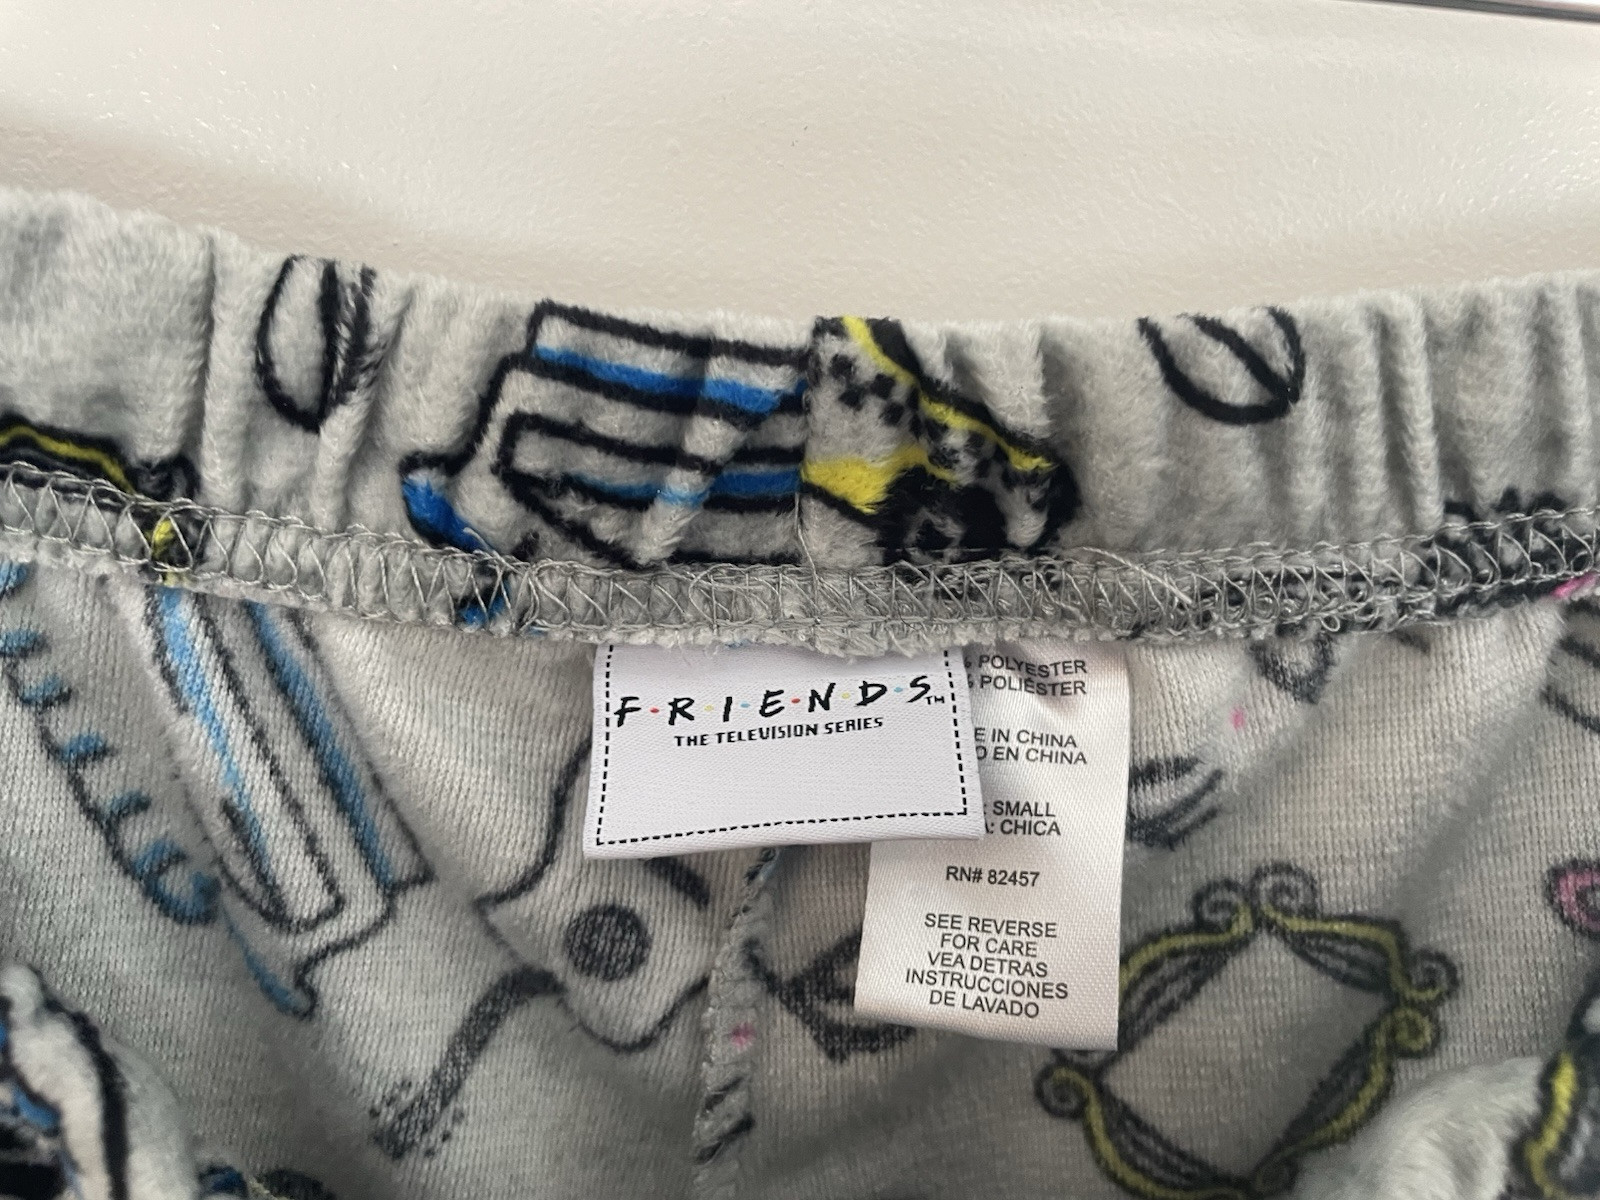 F•R•I•E•N•D•S™
THE TELEVISION SERIES
% POLYESTER
% POLIÉSTER
E IN CHINA
O EN CHINA
: SMALL
A: CHICA
RN# 82457
SEE REVERSE
FOR CARE
VEA DETRAS
INSTRUCCIONES
DE LAVADO